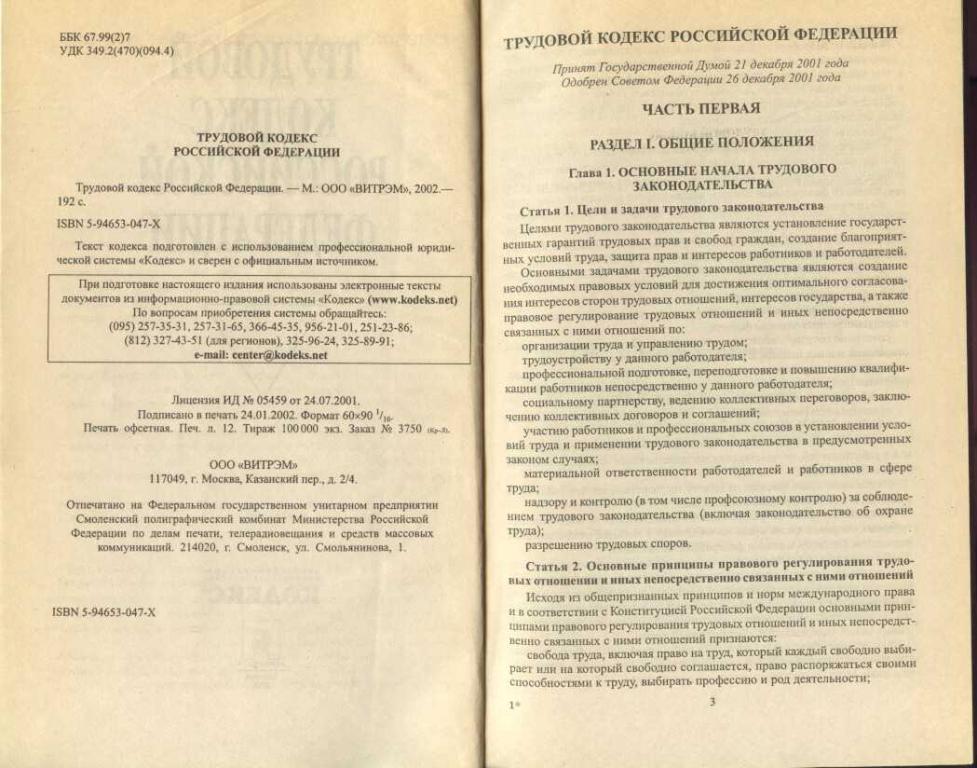 ББК 67.99(2)7
УДК 349.2(470)(094.4)
ТРУДОВОЙ КОДЕКС
РОССИЙСКОЙ ФЕДЕРАЦИИ
Трудовой кодекс Российской Федерации. — М.: ООО «ВИТРЭМ», 2002.—
192 с.
ISBN 5-94653-047-X
Текст кодекса подготовлен с использованием профессиональной юриди-
ческой системы «Кодекс» и сверен с официальным источником.
При подготовке настоящего издания использованы электронные тексты
документов из информационно-правовой системы «Кодекс» (www.kodeks.net)
По вопросам приобретения системы обращайтесь:
(095) 257-35-31, 257-31-65, 366-45-35, 956-21-01, 251-23-86;
(812) 327-43-51 (для регионов), 325-96-24, 325-89-91;
e-mail: center@kodeks.net
Лицензия ИД № 05459 от 24.07.2001.
Подписано в печать 24.01.2002. Формат 60×90 1/16.
Печать офсетная. Печ. л. 12. Тираж 100 000 экз. Заказ № 3750 (Кр-Л).
ООО «ВИТРЭМ»
117049, г. Москва, Казанский пер., д. 2/4.
Отпечатано на Федеральном государственном унитарном предприятии
Смоленский полиграфический комбинат Министерства Российской
Федерации по делам печати, телерадиовещания и средств массовых
коммуникаций. 214020, г. Смоленск, ул. Смольянинова, 1.
ISBN 5-94653-047-X
ТРУДОВОЙ КОДЕКС РОССИЙСКОЙ ФЕДЕРАЦИИ
Принят Государственной Думой 21 декабря 2001 года
Одобрен Советом Федерации 26 декабря 2001 года
ЧАСТЬ ПЕРВАЯ
РАЗДЕЛ I. ОБЩИЕ ПОЛОЖЕНИЯ
Глава 1. ОСНОВНЫЕ НАЧАЛА ТРУДОВОГО
ЗАКОНОДАТЕЛЬСТВА
Статья 1. Цели и задачи трудового законодательства
Целями трудового законодательства являются установление государст-
венных гарантий трудовых прав и свобод граждан, создание благоприят-
ных условий труда, защита прав и интересов работников и работодателей.
Основными задачами трудового законодательства являются создание
необходимых правовых условий для достижения оптимального согласова-
ния интересов сторон трудовых отношений, интересов государства, а также
правовое регулирование трудовых отношений и иных непосредственно
связанных с ними отношений по:
организации труда и управлению трудом;
трудоустройству у данного работодателя;
профессиональной подготовке, переподготовке и повышению квалифи-
кации работников непосредственно у данного работодателя;
социальному партнерству, ведению коллективных переговоров, заклю-
чению коллективных договоров и соглашений;
участию работников и профессиональных союзов в установлении усло-
вий труда и применении трудового законодательства в предусмотренных
законом случаях;
материальной ответственности работодателей и работников в сфере
труда;
надзору и контролю (в том числе профсоюзному контролю) за соблюде-
нием трудового законодательства (включая законодательство об охране
труда);
разрешению трудовых споров.
Статья 2. Основные принципы правового регулирования трудо-
вых отношении и иных непосредственно связанных с ними отношений
Исходя из общепризнанных принципов и норм международного права
и в соответствии с Конституцией Российской Федерации основными прин-
ципами правового регулирования трудовых отношений и иных непосредст-
венно связанных с ними отношений признаются:
свобода труда, включая право на труд, который каждый свободно выби-
рает или на который свободно соглашается, право распоряжаться своими
способностями к труду, выбирать профессию и род деятельности;
1*
3